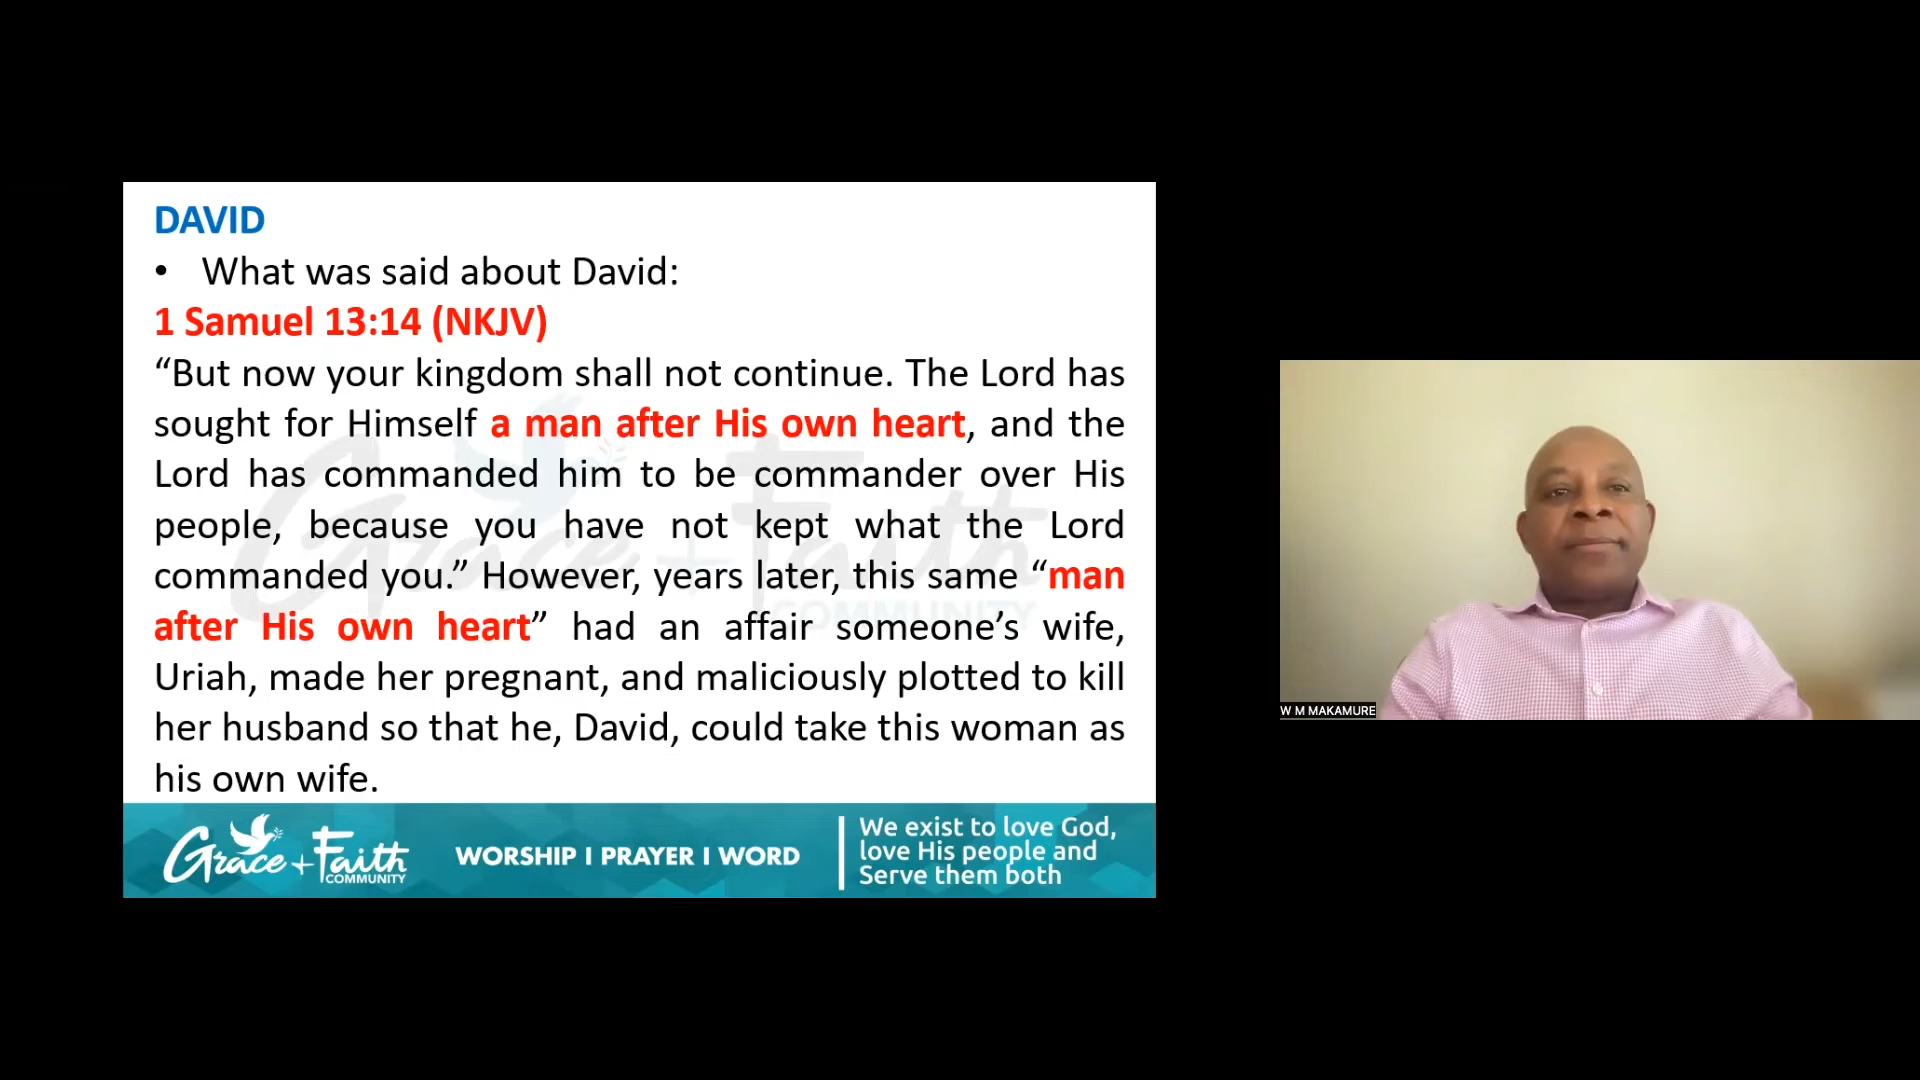 DAVID
• What was said about David:
1 Samuel 13:14 (NKJV)
“But now your kingdom shall not continue. The Lord has
sought for Himself a man after His own heart, and the
Lord has commanded him to be commander over His
people, because you have not kept what the Lord
commanded you.” However, years later, this same “man
after His own heart” had an affair someone’s wife,
Uriah, made her pregnant, and maliciously plotted to kill
her husband so that he, David, could take this woman as
his own wife.
Grace + Faith
COMMUNITY
WORSHIP | PRAYER | WORD
We exist to love God,
love His people and
Serve them both
W M MAKAMURE